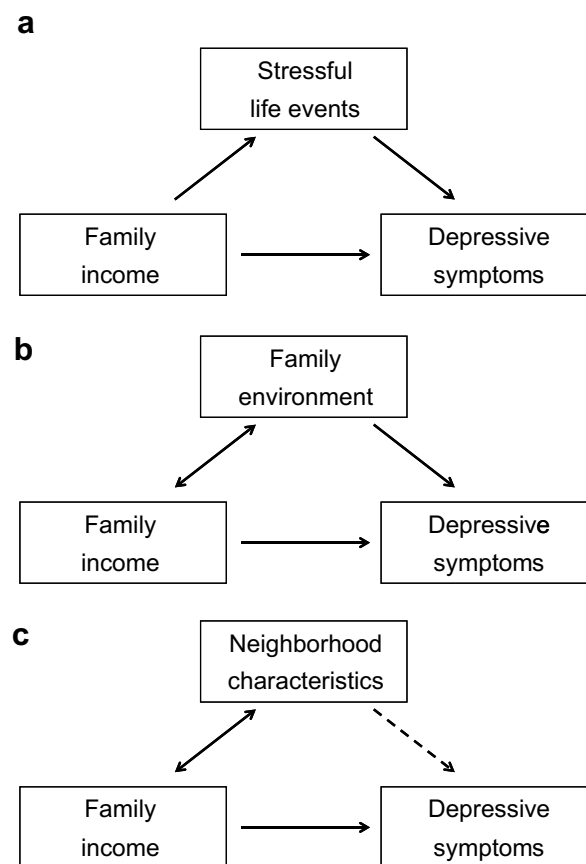 a
Stressful
life events
Family
income
Depressive
symptoms
b
Family
environment
Family
income
Depressive
symptoms
c
Neighborhood
characteristics
Family
income
Depressive
symptoms